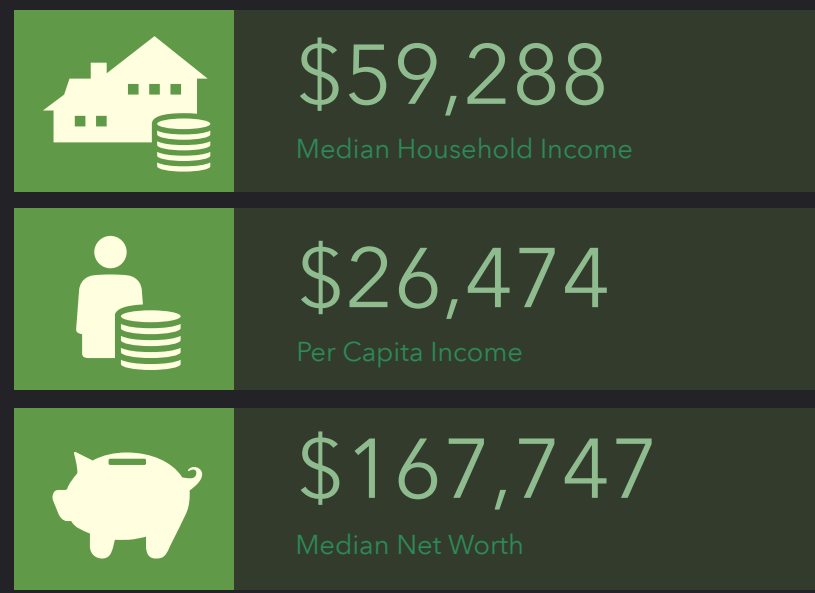 $59,288
Median Household Income
$26,474
Per Capita Income
$167,747
Median Net Worth